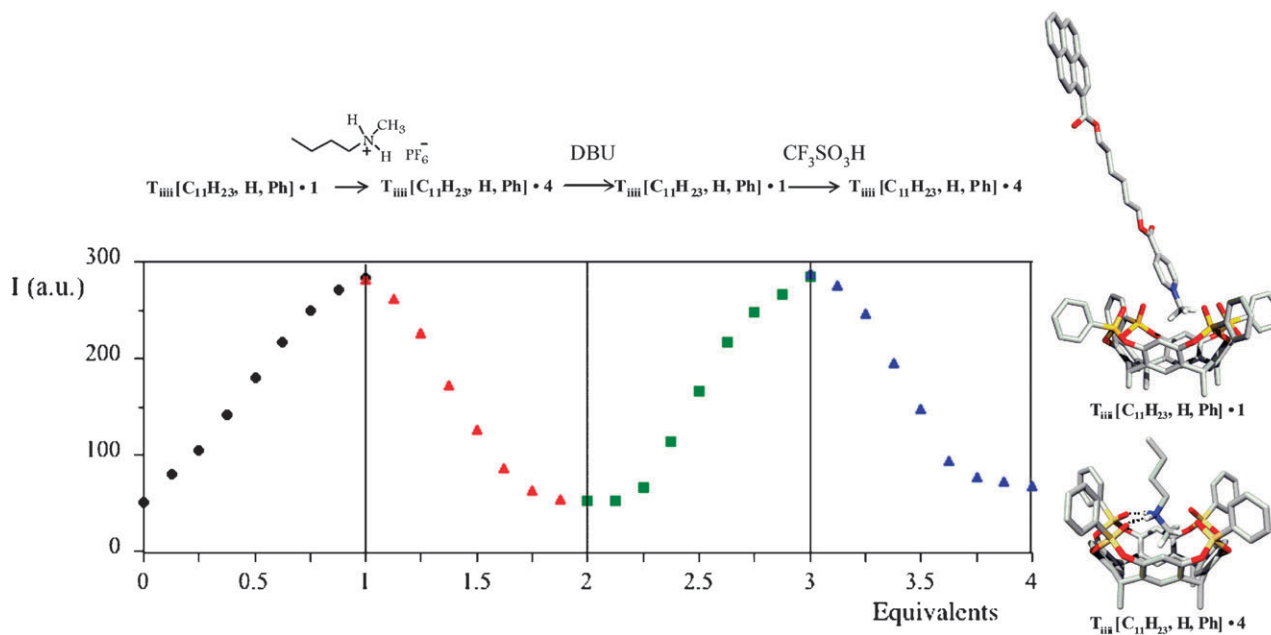 H
N CH₃
+ H
PF₆⁻
DBU
CF₃SO₃H
Tᵢᵢᵢᵢ[C₁₁H₂₃, H, Ph] • 1 → Tᵢᵢᵢᵢ[C₁₁H₂₃, H, Ph] • 4 → Tᵢᵢᵢᵢ[C₁₁H₂₃, H, Ph] • 1 → Tᵢᵢᵢᵢ[C₁₁H₂₃, H, Ph] • 4
I (a.u.)
300
200
100
0
0 0.5 1 1.5 2 2.5 3 3.5 4
Equivalents
Tᵢᵢᵢᵢ[C₁₁H₂₃, H, Ph] • 1
Tᵢᵢᵢᵢ[C₁₁H₂₃, H, Ph] • 4